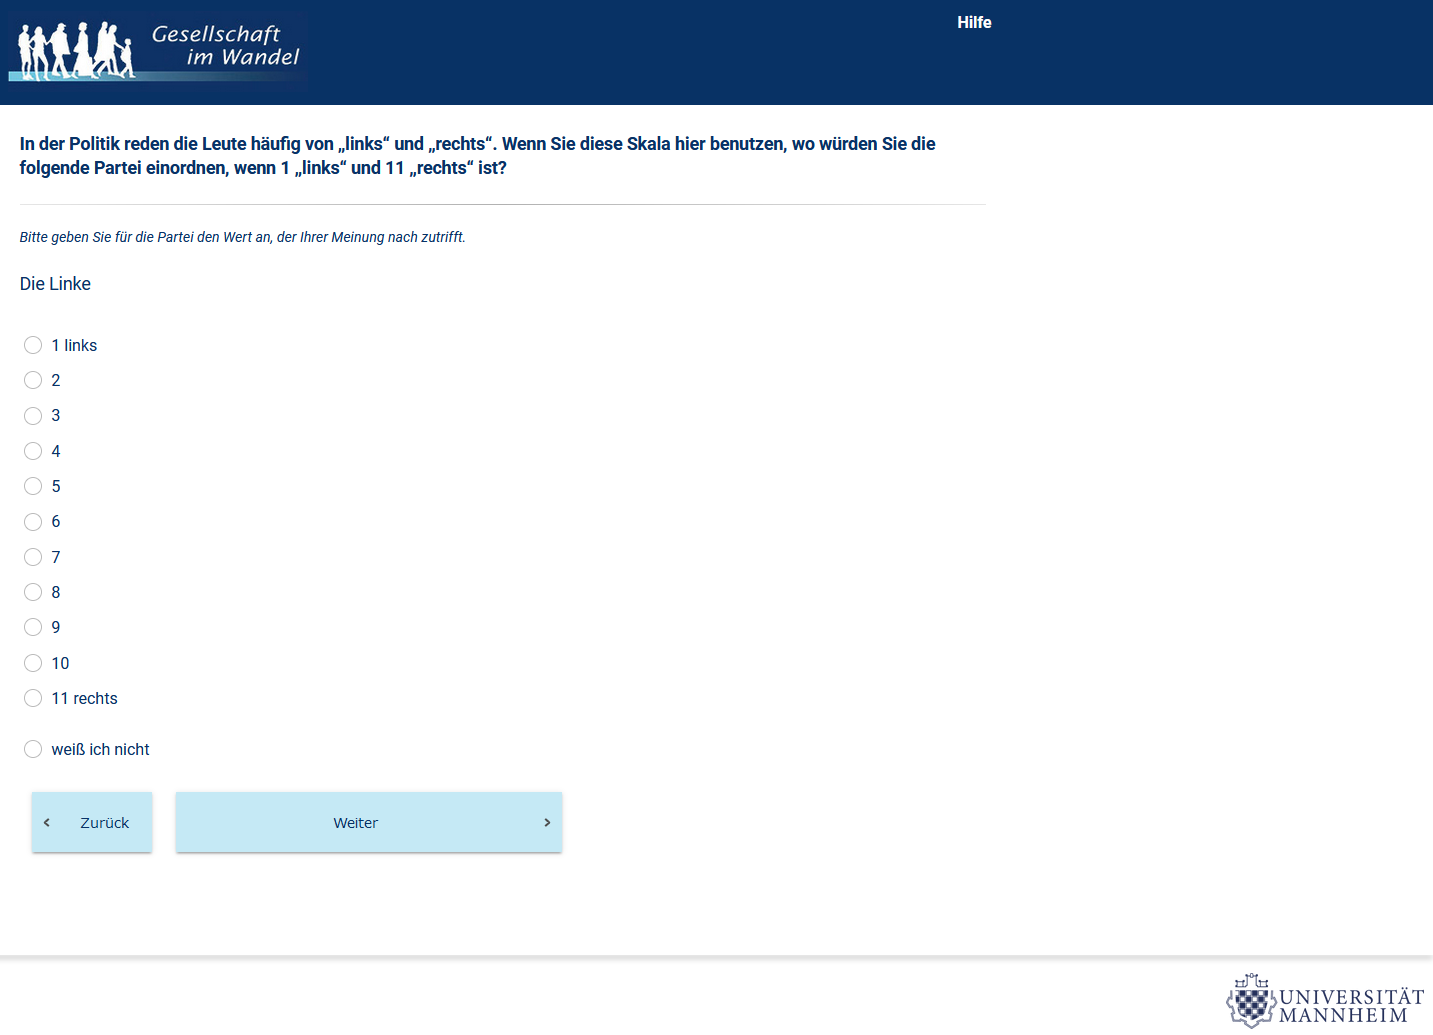 Gesellschaft
im Wandel
Hilfe
In der Politik reden die Leute häufig von „links“ und „rechts“. Wenn Sie diese Skala hier benutzen, wo würden Sie die
folgende Partei einordnen, wenn 1 „links“ und 11 „rechts“ ist?
Bitte geben Sie für die Partei den Wert an, der Ihrer Meinung nach zutrifft.
Die Linke
1 links
2
3
4
5
6
7
8
9
10
11 rechts
weiß ich nicht
Zurück
Weiter
UNIVERSITÄT
MANNHEIM